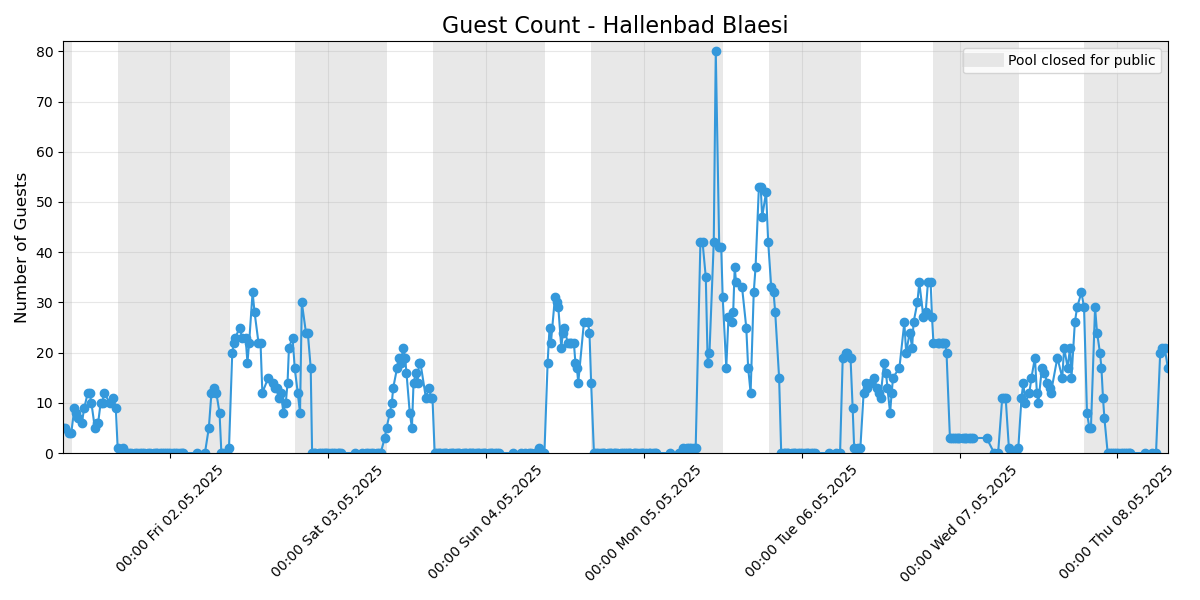 Guest Count - Hallenbad Blaesi
Pool closed for public
Number of Guests
80
70
60
50
40
30
20
10
0
00:00 Fri 02.05.2025
00:00 Sat 03.05.2025
00:00 Sun 04.05.2025
00:00 Mon 05.05.2025
00:00 Tue 06.05.2025
00:00 Wed 07.05.2025
00:00 Thu 08.05.2025